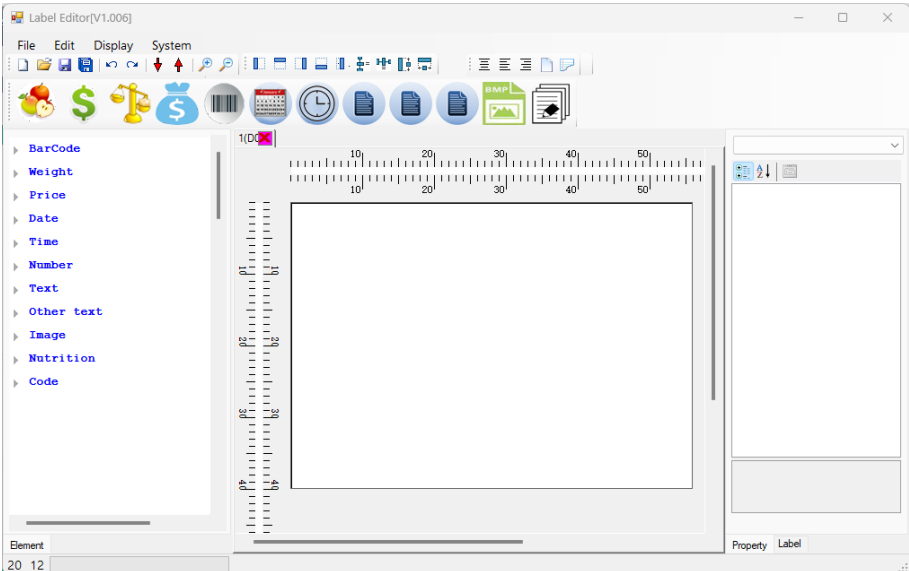 Label Editor[V1.006]
File Edit Display System
BMP
1(D
BarCode
Weight
Price
Date
Time
Number
Text
Other text
Image
Nutrition
Code
10 20 30 40 50
10 20 30 40 50
10 10
20 20
30 30
40 40
Element
Property Label
20 12